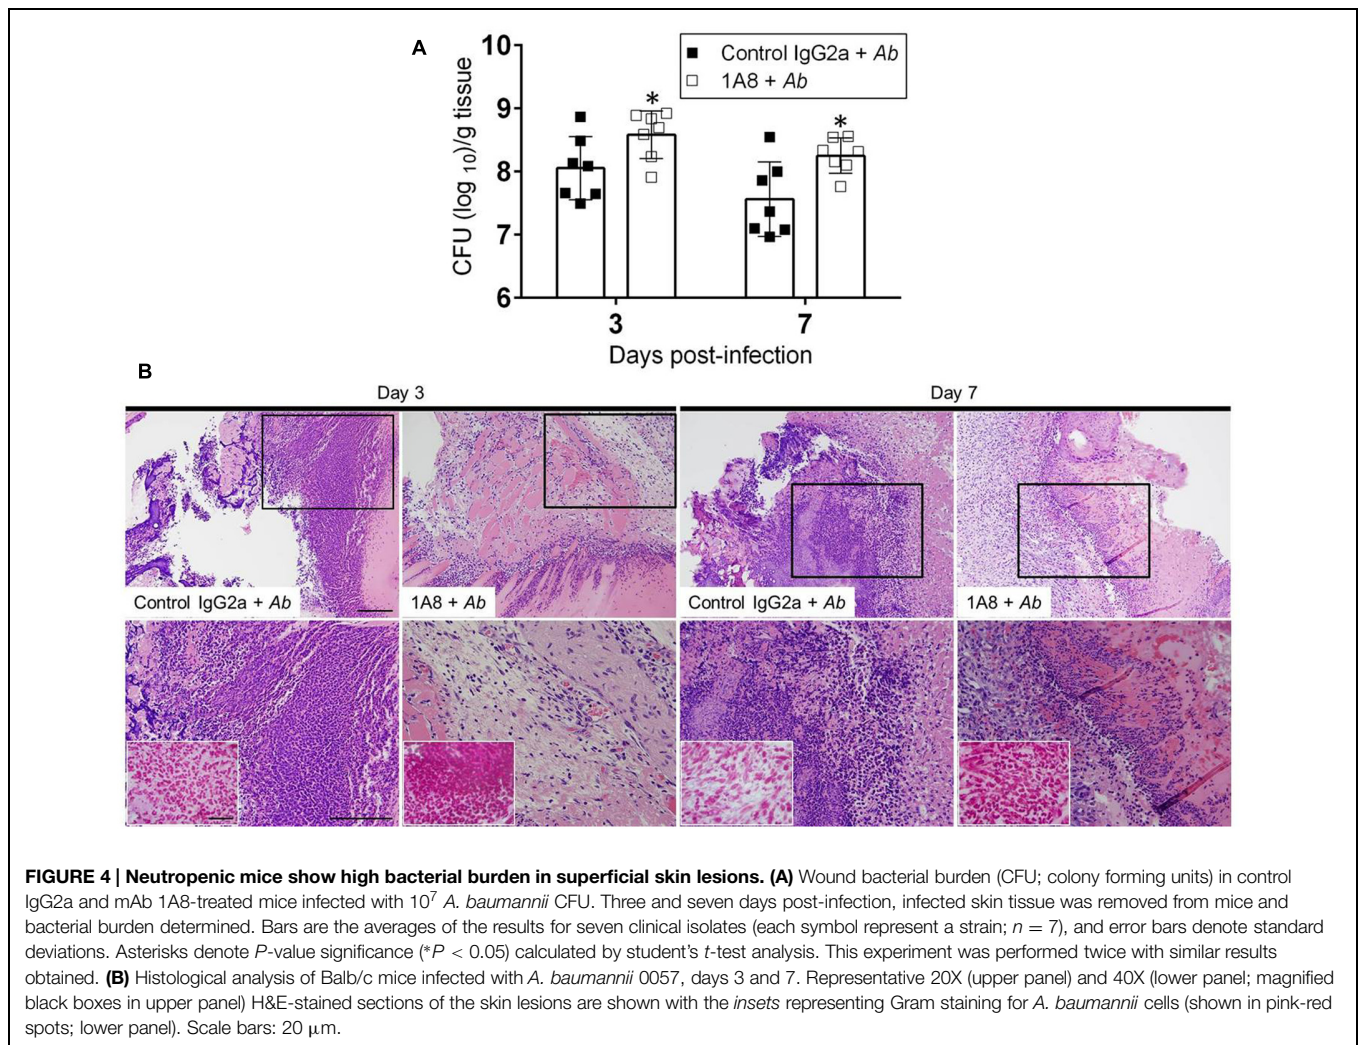 A
10
9
8
7
6
CFU (log 10)/g tissue
Control IgG2a + Ab
1A8 + Ab
*
*
3
7
Days post-infection
B
Day 3
Day 7
Control IgG2a + Ab
1A8 + Ab
Control IgG2a + Ab
1A8 + Ab
FIGURE 4 | Neutropenic mice show high bacterial burden in superficial skin lesions. (A) Wound bacterial burden (CFU; colony forming units) in control
IgG2a and mAb 1A8-treated mice infected with 10⁷ A. baumannii CFU. Three and seven days post-infection, infected skin tissue was removed from mice and
bacterial burden determined. Bars are the averages of the results for seven clinical isolates (each symbol represent a strain; n = 7), and error bars denote standard
deviations. Asterisks denote P-value significance (*P < 0.05) calculated by student's t-test analysis. This experiment was performed twice with similar results
obtained. (B) Histological analysis of Balb/c mice infected with A. baumannii 0057, days 3 and 7. Representative 20X (upper panel) and 40X (lower panel; magnified
black boxes in upper panel) H&E-stained sections of the skin lesions are shown with the insets representing Gram staining for A. baumannii cells (shown in pink-red
spots; lower panel). Scale bars: 20 μm.